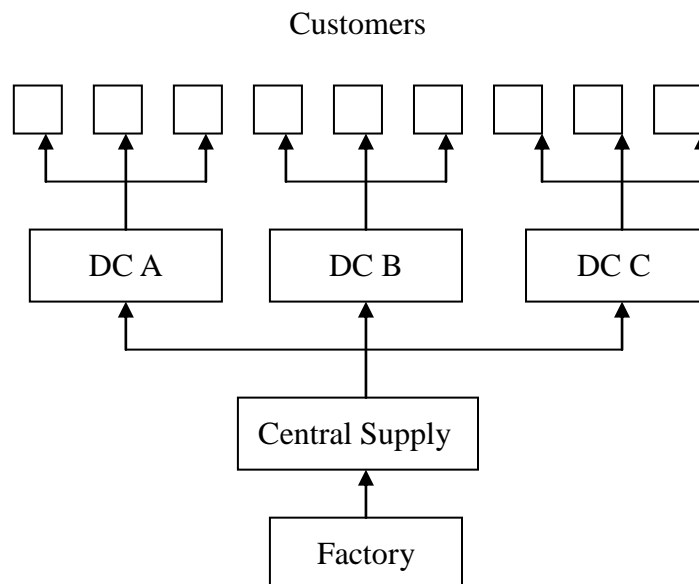 Customers
DC A
DC B
DC C
Central Supply
Factory